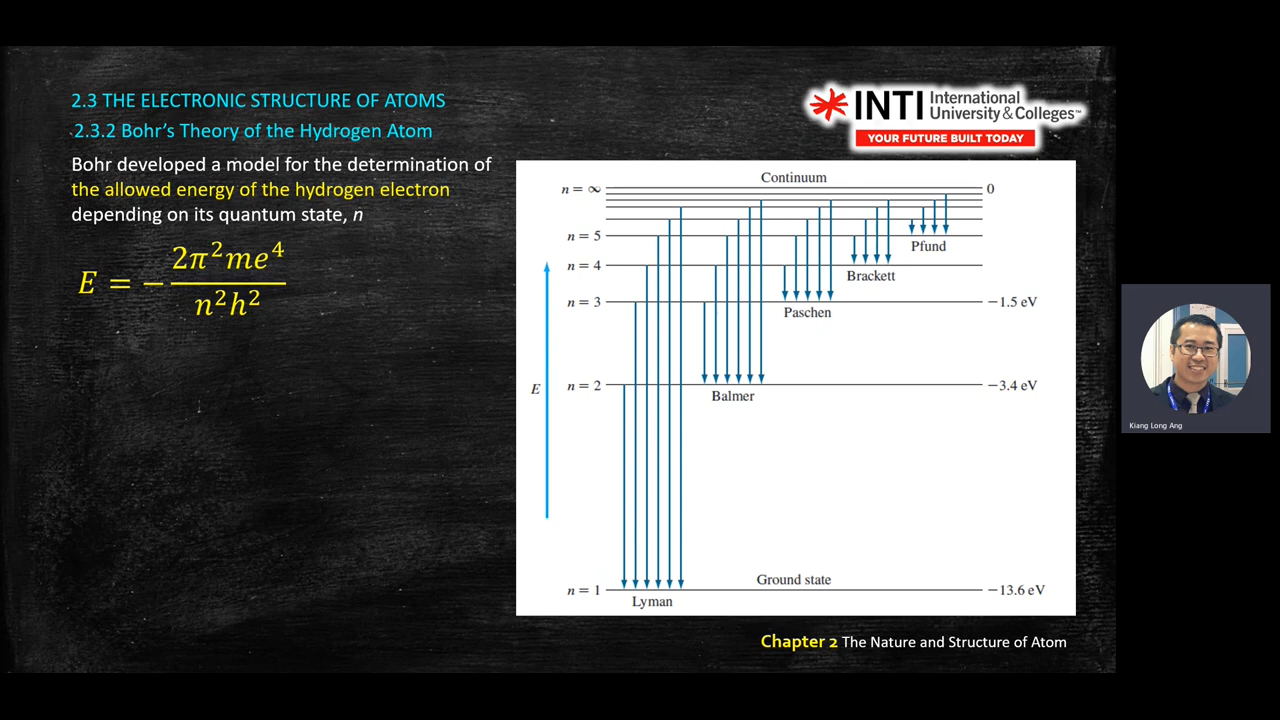 2.3 THE ELECTRONIC STRUCTURE OF ATOMS
2.3.2 Bohr's Theory of the Hydrogen Atom
Bohr developed a model for the determination of
the allowed energy of the hydrogen electron
depending on its quantum state, n
E = −2π²me⁴/n²h²
INTI International
University & Colleges™
YOUR FUTURE BUILT TODAY
Continuum
n = ∞ 0
n = 5
Pfund
n = 4
Brackett
n = 3 −1.5 eV
Paschen
E
n = 2 −3.4 eV
Balmer
Ground state
n = 1 −13.6 eV
Lyman
Chapter 2 The Nature and Structure of Atom
Kiang Long Ang